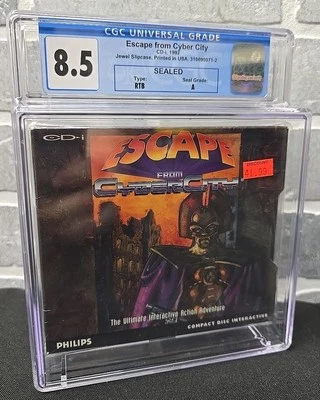 CGC UNIVERSAL GRADE
8.5
Escape from Cyber City
CD-i, 1992
Jewel Slipcase, Printed in USA, 310690071-2
SEALED
Type:
RTB
Seal Grade:
A
CD-i
ESCAPE
FROM
CYBERCITY
The Ultimate Interactive Action Adventure
PHILIPS
COMPACT DISC INTERACTIVE